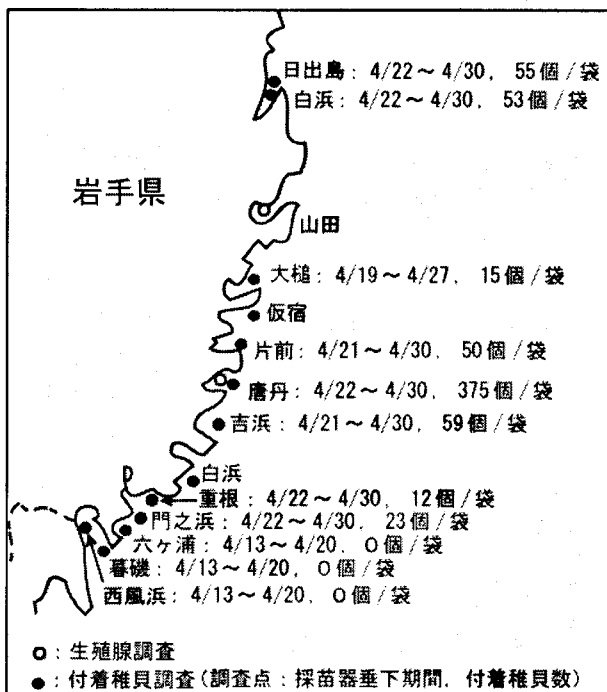 日出島：4/22～4/30, 55個/袋
白浜：4/22～4/30, 53個/袋
岩手県
山田
大槌：4/19～4/27, 15個/袋
仮宿
片前：4/21～4/30, 50個/袋
唐丹：4/22～4/30, 375個/袋
吉浜：4/21～4/30, 59個/袋
白浜
重根：4/22～4/30, 12個/袋
門之浜：4/22～4/30, 23個/袋
六ヶ浦：4/13～4/20, 0個/袋
暮磯：4/13～4/20, 0個/袋
西風浜：4/13～4/20, 0個/袋
○：生殖腺調査
●：付着稚貝調査(調査点：採苗器垂下期間, 付着稚貝数)